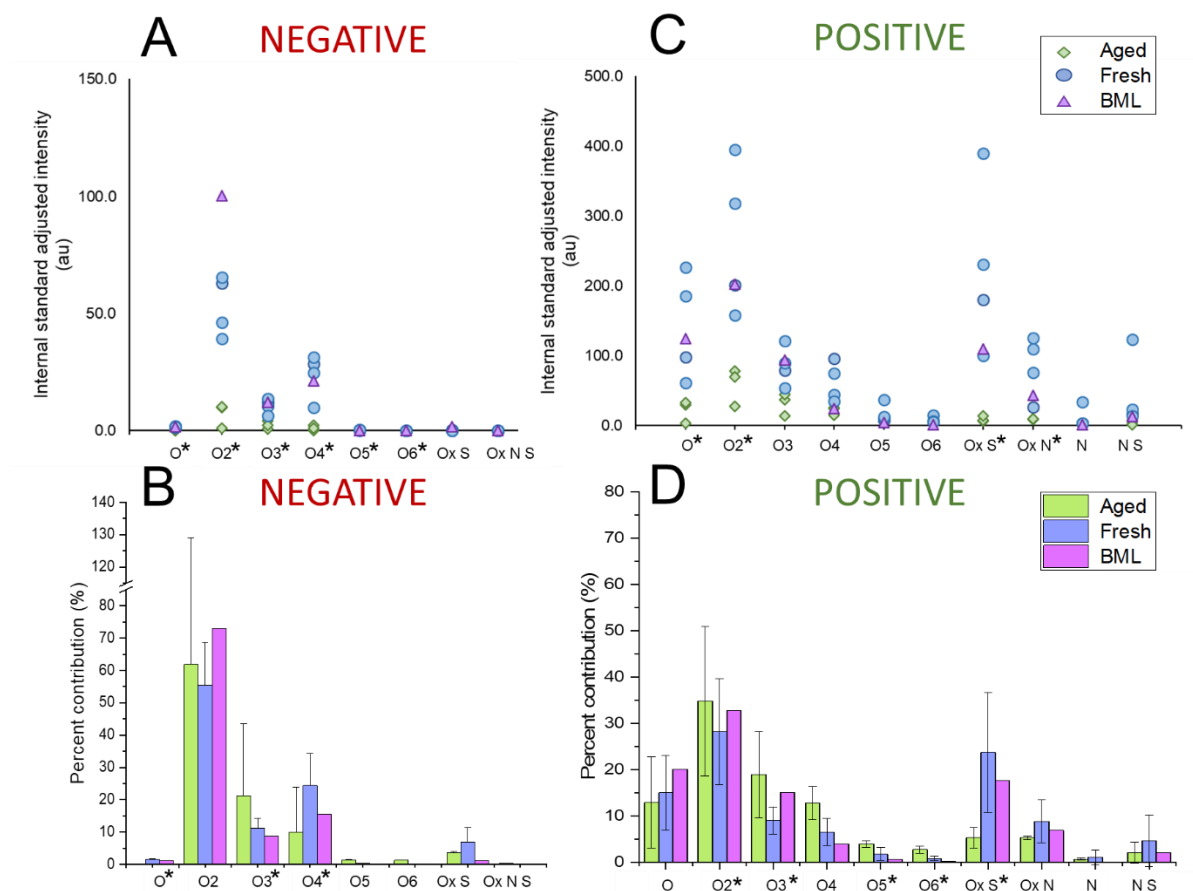 A
NEGATIVE
Internal standard adjusted intensity
(au)
150.0
100.0
50.0
0.0
O* O2* O3* O4* O5* O6* Ox S Ox N S
C
POSITIVE
Aged
Fresh
BML
Internal standard adjusted intensity
(au)
500.0
400.0
300.0
200.0
100.0
0.0
O* O2* O3 O4 O5 O6 Ox S* Ox N* N N S
B
NEGATIVE
Percent contribution (%)
140
130
120
80
70
60
50
40
30
20
10
0
O* O2 O3* O4* O5 O6 Ox S Ox N S
D
POSITIVE
Aged
Fresh
BML
Percent contribution (%)
80
70
60
50
40
30
20
10
0
O O2* O3* O4 O5* O6* Ox S* Ox N N N S